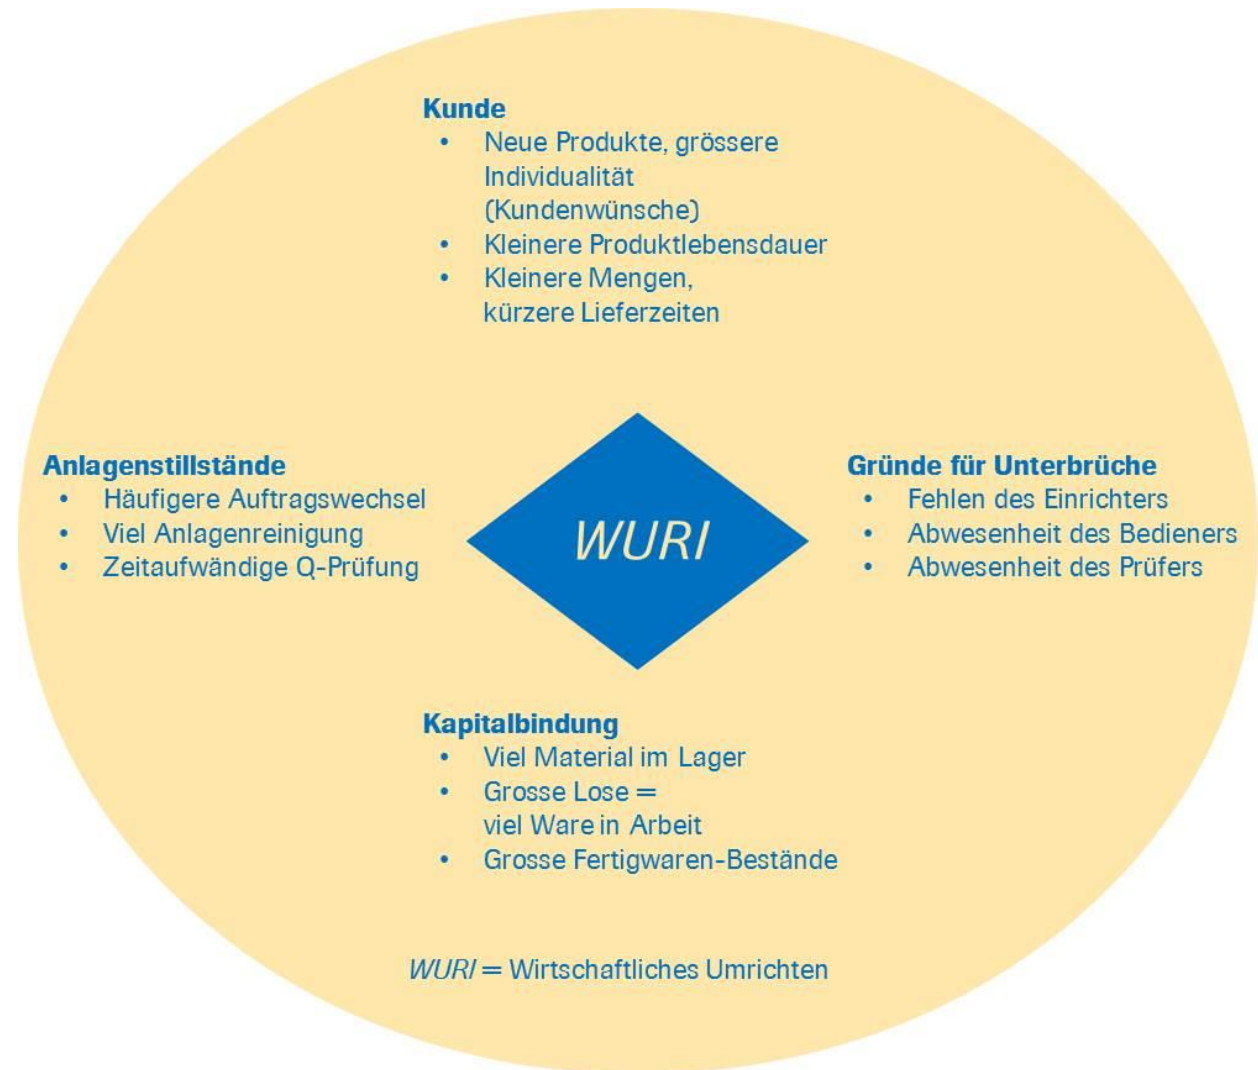 Kunde
• Neue Produkte, grössere
Individualität
(Kundenwünsche)
• Kleinere Produktlebensdauer
• Kleinere Mengen,
kürzere Lieferzeiten
Anlagenstillstände
• Häufigere Auftragswechsel
• Viel Anlagenreinigung
• Zeitaufwändige Q-Prüfung
WURI
Gründe für Unterbrüche
• Fehlen des Einrichters
• Abwesenheit des Bedieners
• Abwesenheit des Prüfers
Kapitalbindung
• Viel Material im Lager
• Grosse Lose =
viel Ware in Arbeit
• Grosse Fertigwaren-Bestände
WURI = Wirtschaftliches Umrichten